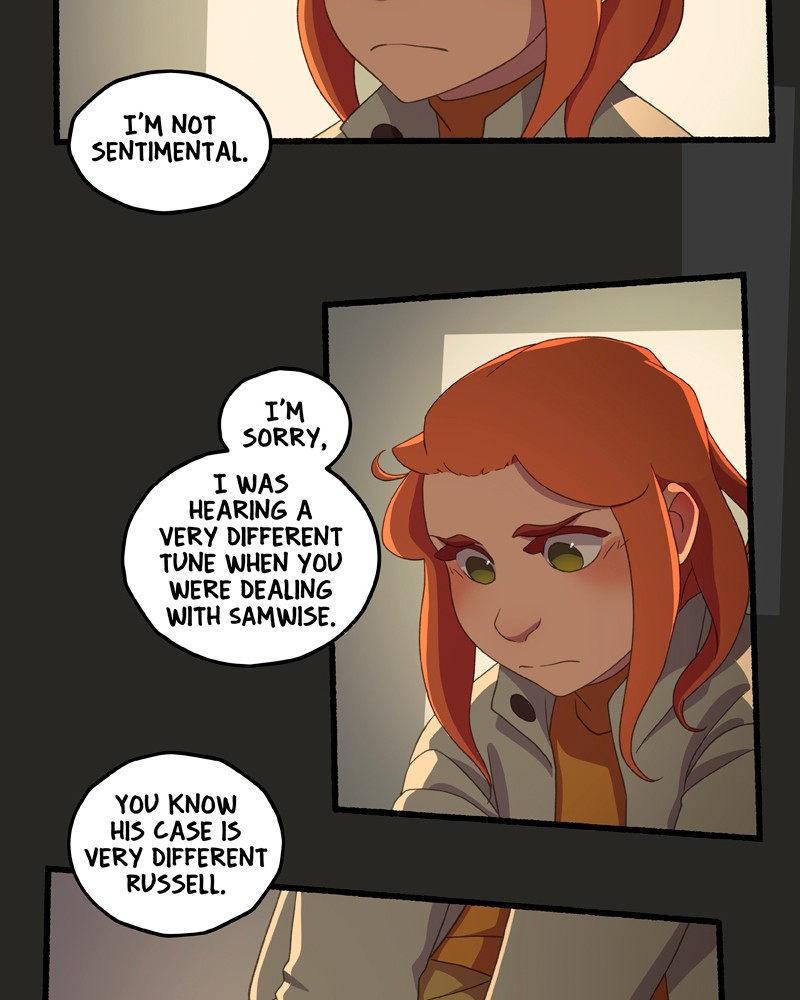 I'M NOT
SENTIMENTAL.
I'M
SORRY,
I WAS
HEARING A
VERY DIFFERENT
TUNE WHEN YOU
WERE DEALING
WITH SAMWISE.
YOU KNOW
HIS CASE IS
VERY DIFFERENT
RUSSELL.